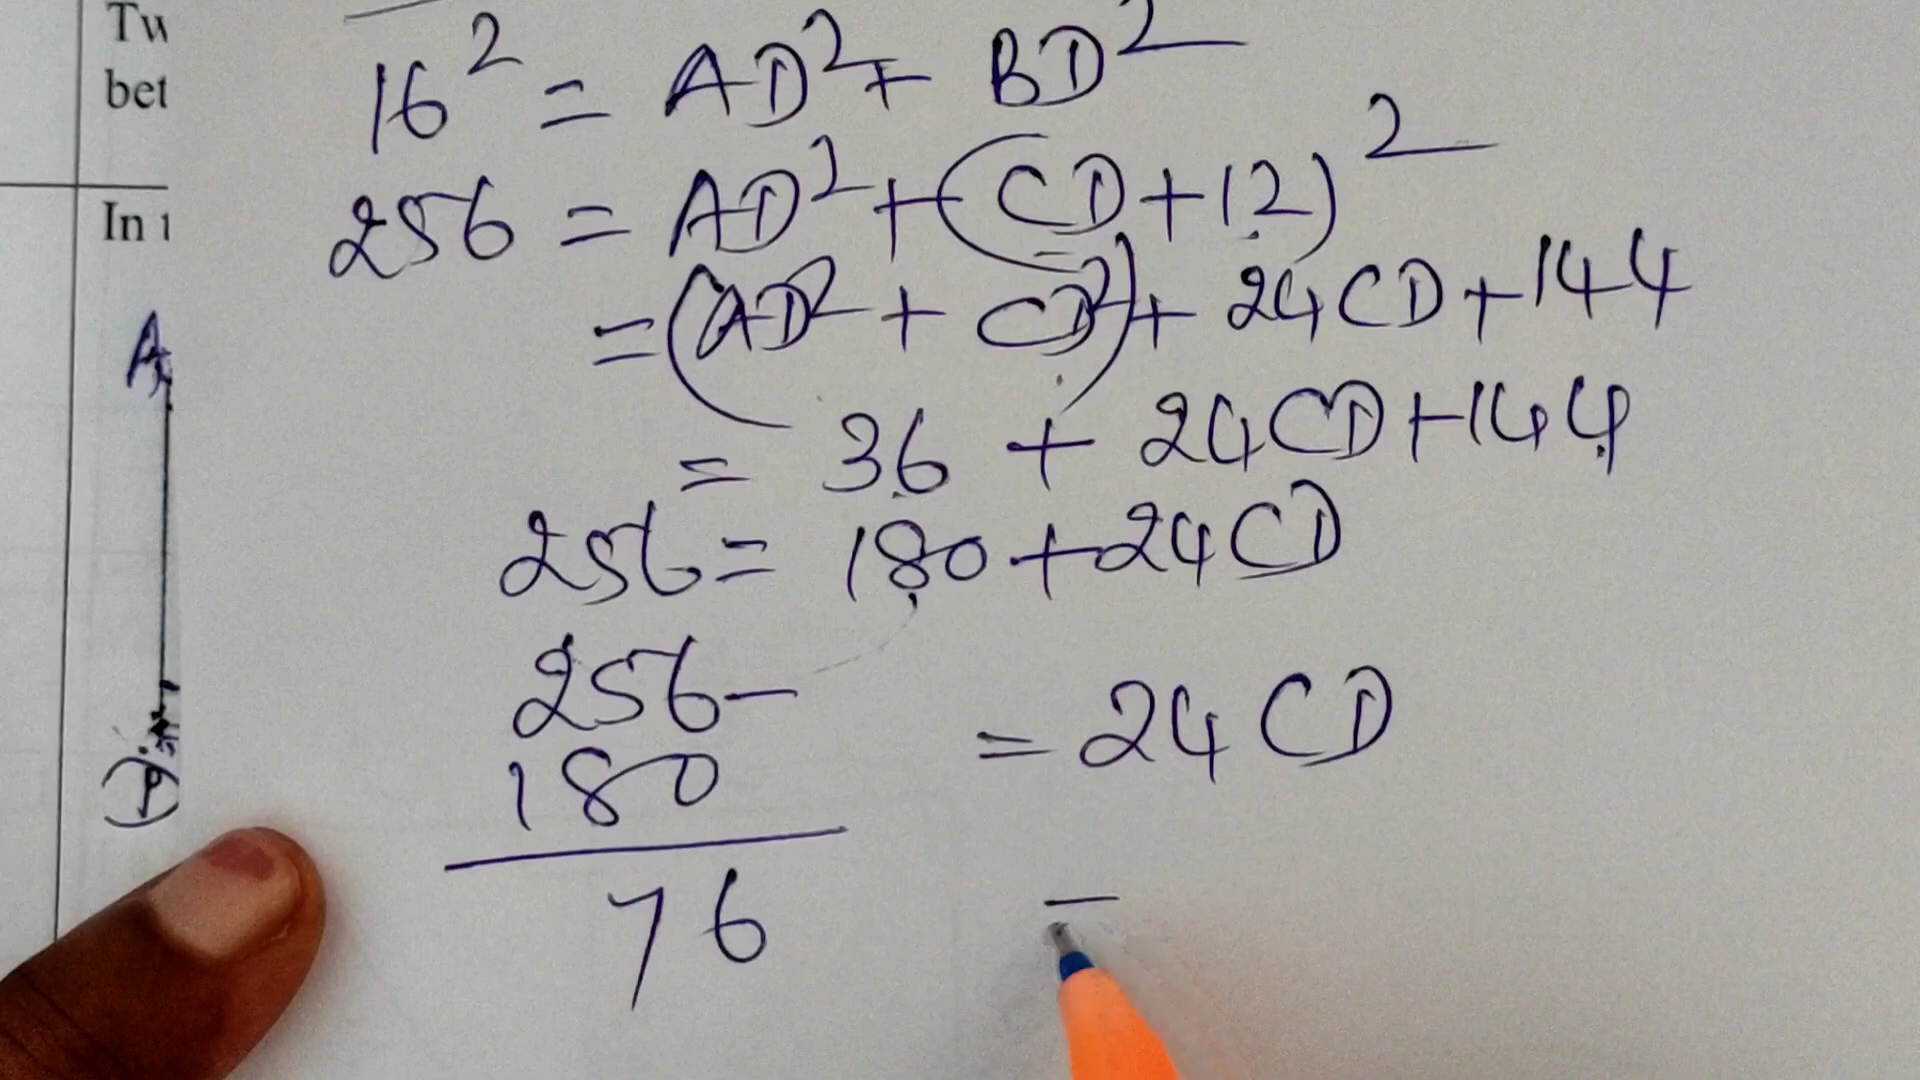 Tw
bet
In
A
D
16² = AD² + BD²
256 = AD² + (CD + 12)²
= (AD² + CD²) + 24CD + 144
= 36 + 24CD + 144
256 = 180 + 24CD
256 - = 24CD
180
76 =